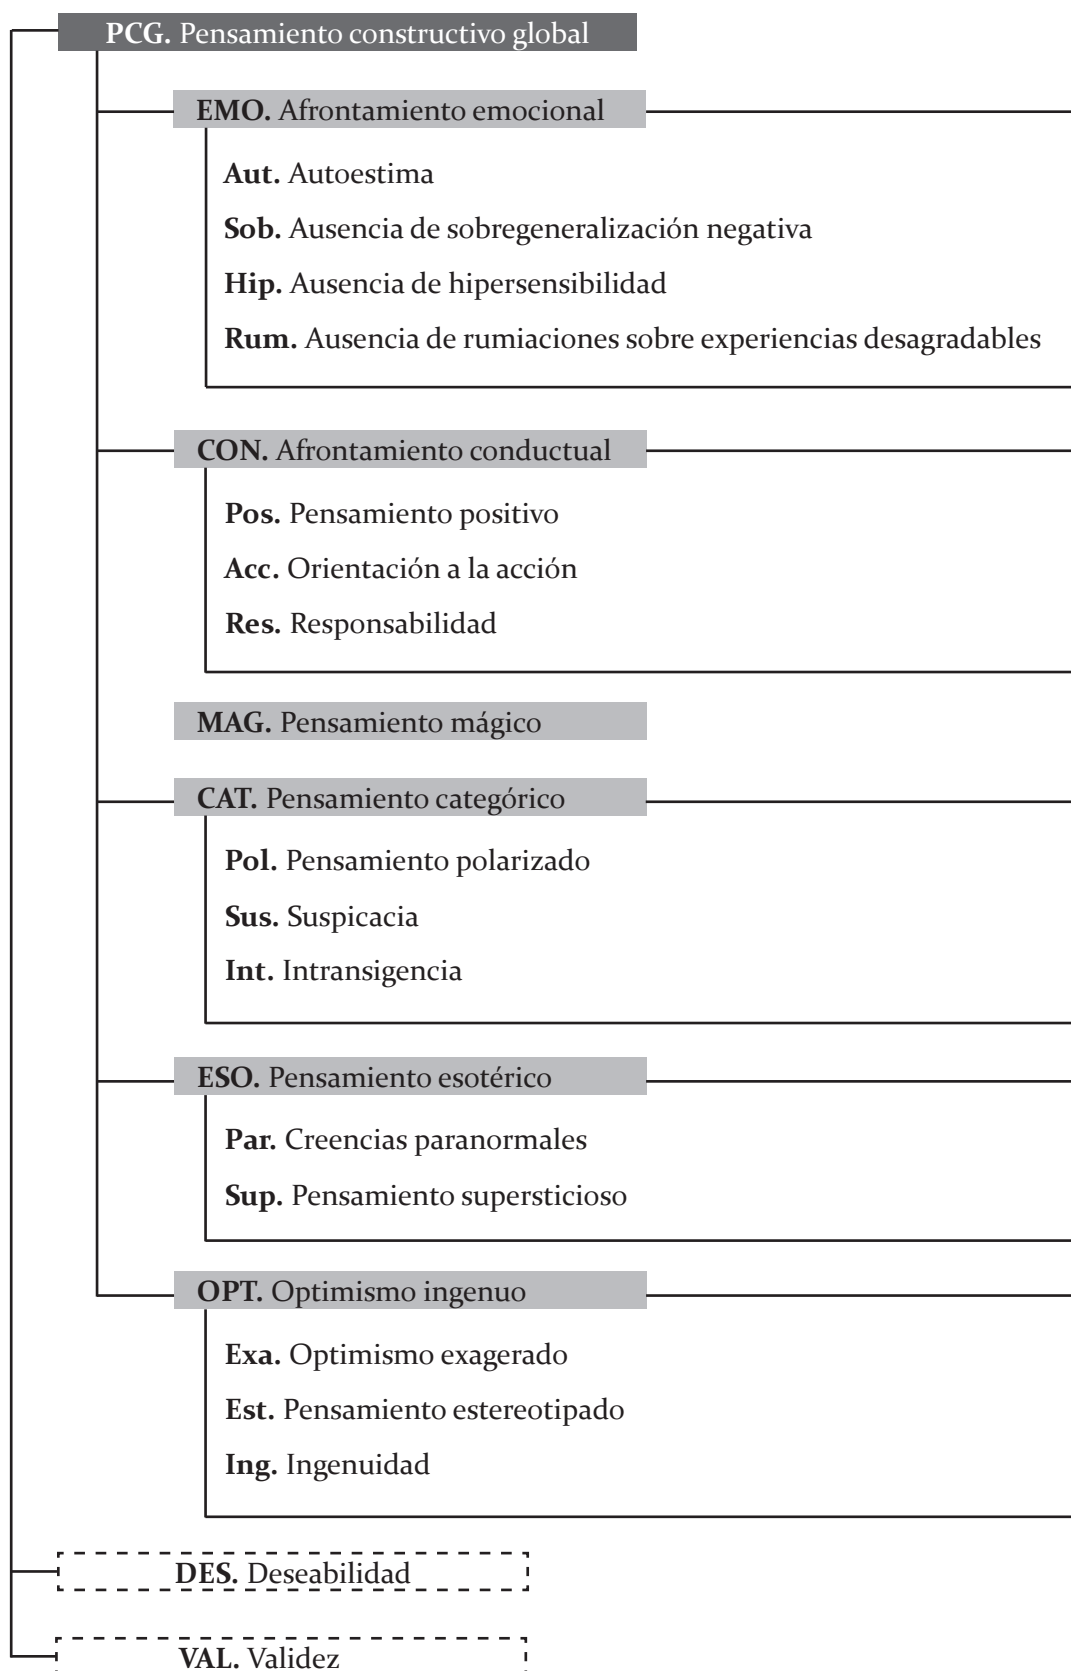 PCG. Pensamiento constructivo global
EMO. Afrontamiento emocional
Aut. Autoestima
Sob. Ausencia de sobregeneralización negativa
Hip. Ausencia de hipersensibilidad
Rum. Ausencia de rumiaciones sobre experiencias desagradables
CON. Afrontamiento conductual
Pos. Pensamiento positivo
Acc. Orientación a la acción
Res. Responsabilidad
MAG. Pensamiento mágico
CAT. Pensamiento categórico
Pol. Pensamiento polarizado
Sus. Suspicacia
Int. Intransigencia
ESO. Pensamiento esotérico
Par. Creencias paranormales
Sup. Pensamiento supersticioso
OPT. Optimismo ingenuo
Exa. Optimismo exagerado
Est. Pensamiento estereotipado
Ing. Ingenuidad
DES. Deseabilidad
VAL. Validez